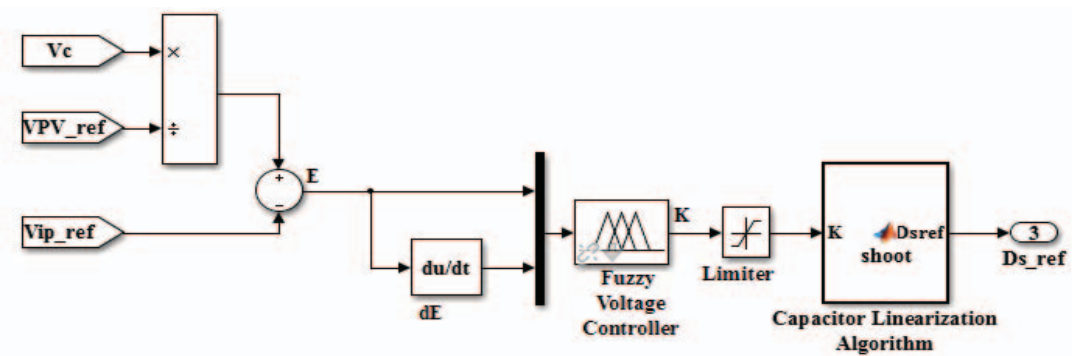 Vc
×
VPV_ref
÷
+
E
−
Vip_ref
du/dt
dE
Fuzzy
Voltage
Controller
K
Limiter
K
Dsref
shoot
Capacitor Linearization
Algorithm
3
Ds_ref